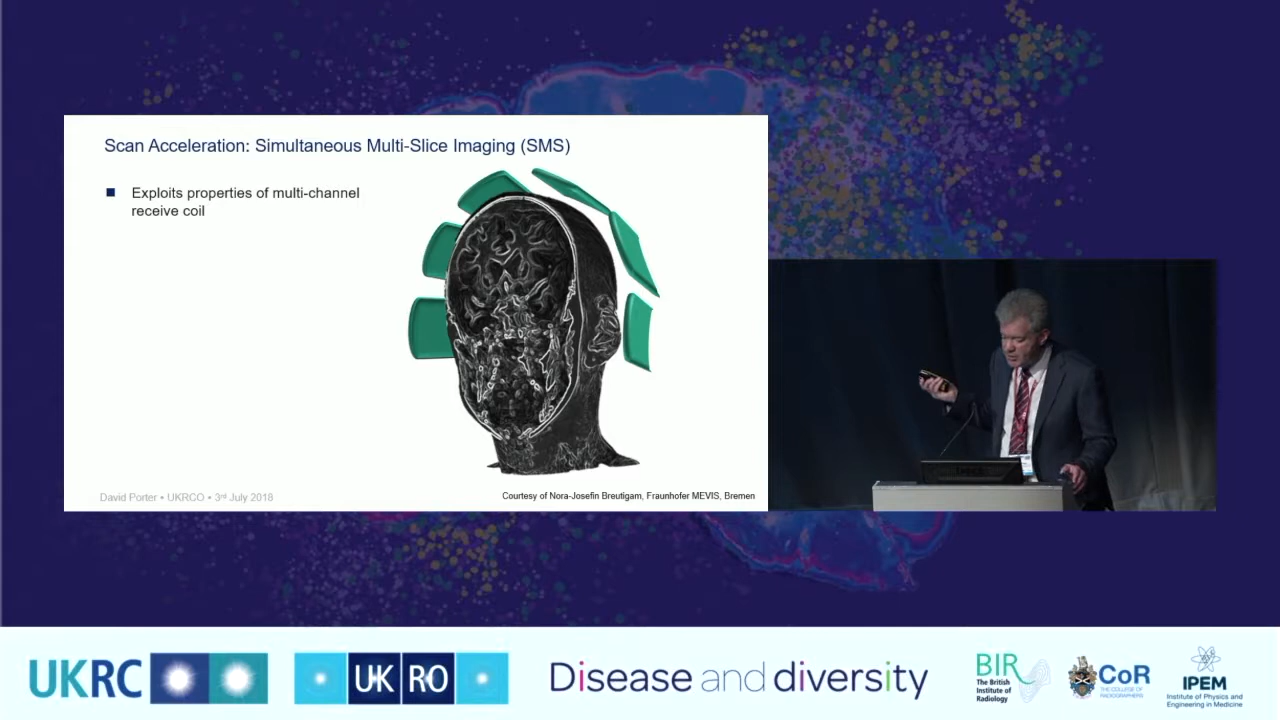 Scan Acceleration: Simultaneous Multi-Slice Imaging (SMS)
Exploits properties of multi-channel
receive coil
David Porter • UKRCO • 3rd July 2018
Courtesy of Nora-Josefin Breutigam, Fraunhofer MEVIS, Bremen
UKRC
UK RO
Disease and diversity
BIR
The British
Institute of
Radiology
CoR
THE COLLEGE OF
RADIOGRAPHERS
IPEM
Institute of Physics and
Engineering in Medicine